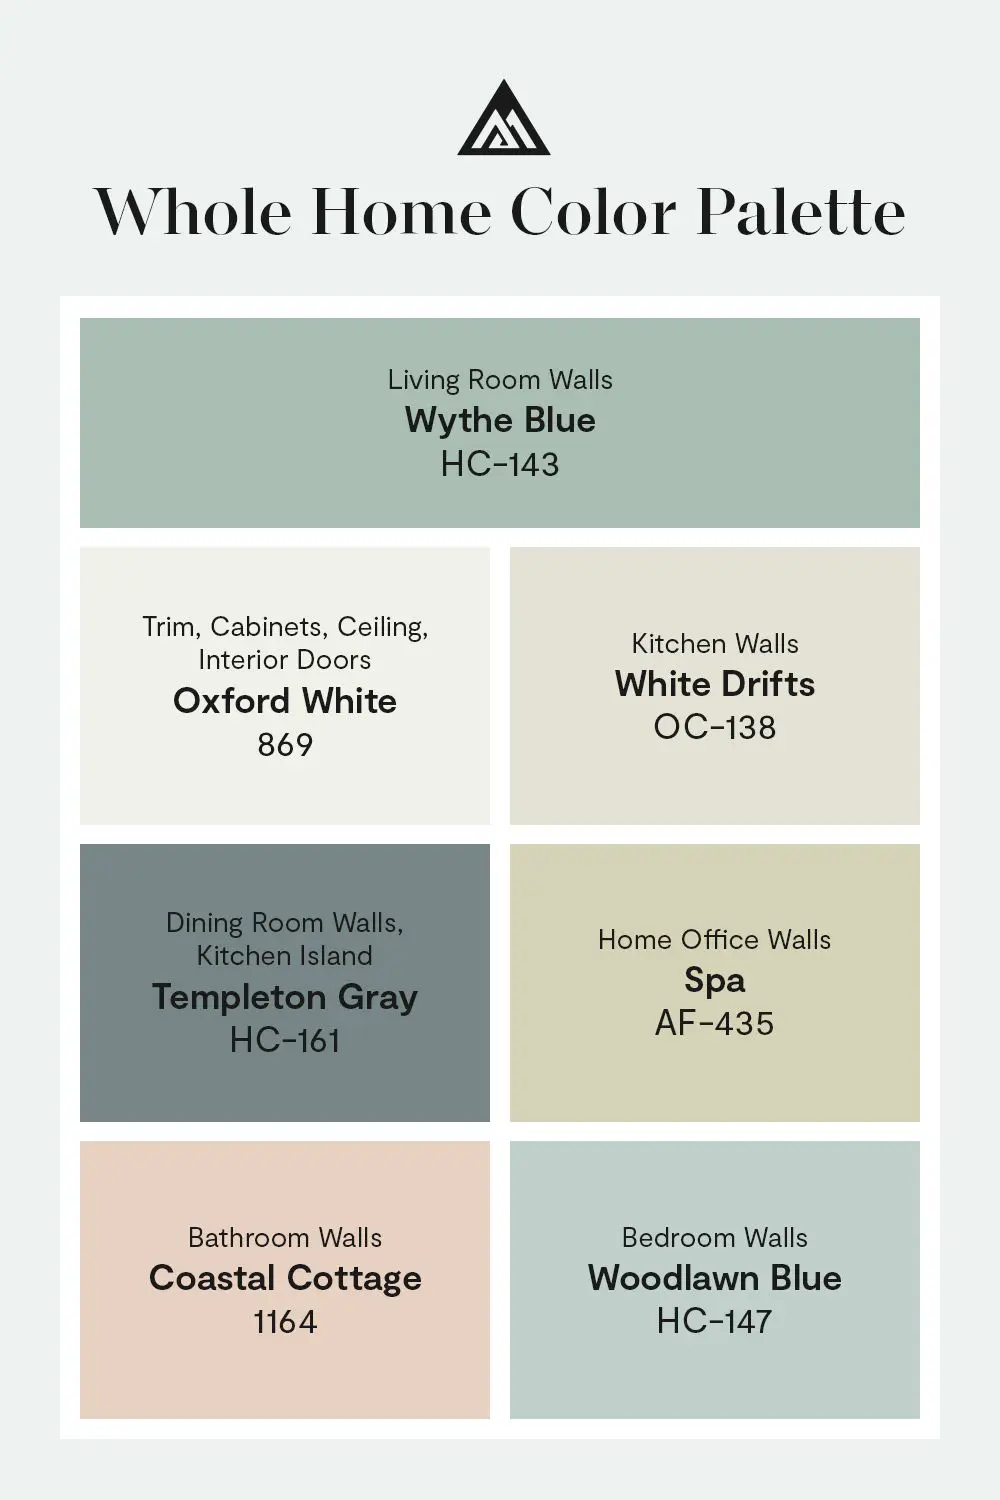 Whole Home Color Palette
Living Room Walls
Wythe Blue
HC-143
Trim, Cabinets, Ceiling,
Interior Doors
Oxford White
869
Kitchen Walls
White Drifts
OC-138
Dining Room Walls,
Kitchen Island
Templeton Gray
HC-161
Home Office Walls
Spa
AF-435
Bathroom Walls
Coastal Cottage
1164
Bedroom Walls
Woodlawn Blue
HC-147